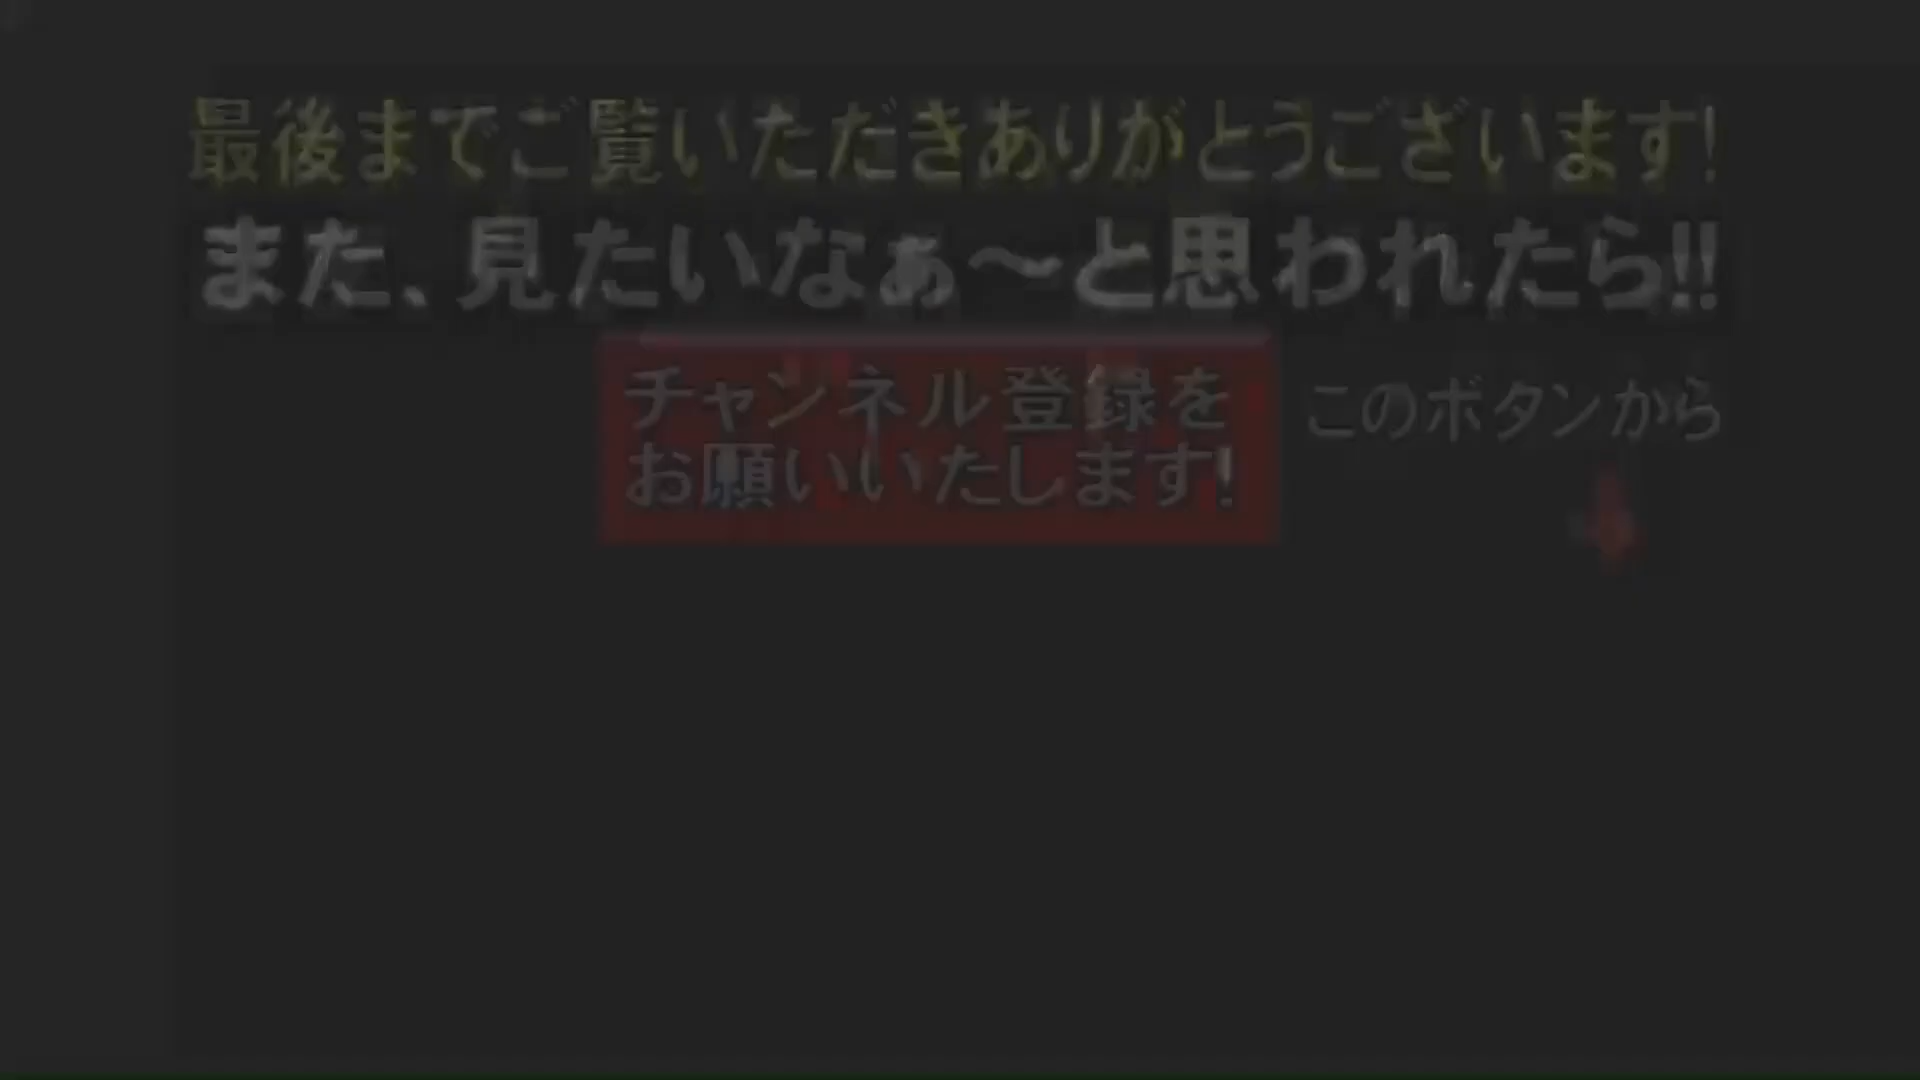 最後までご覧いただきありがとうございます!
また、見たいなぁ～と思われたら!!
チャンネル登録を
お願いいたします!
このボタンから